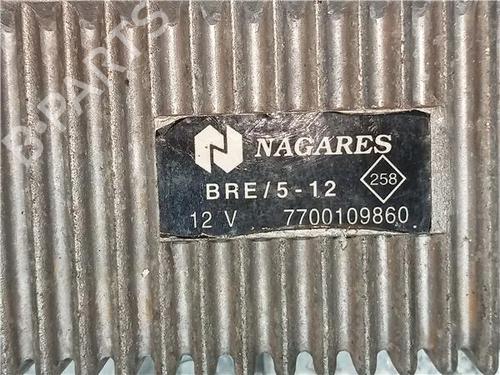 NAGARES
BRE/5-12
258
12 V 7700109860
B-PARTS